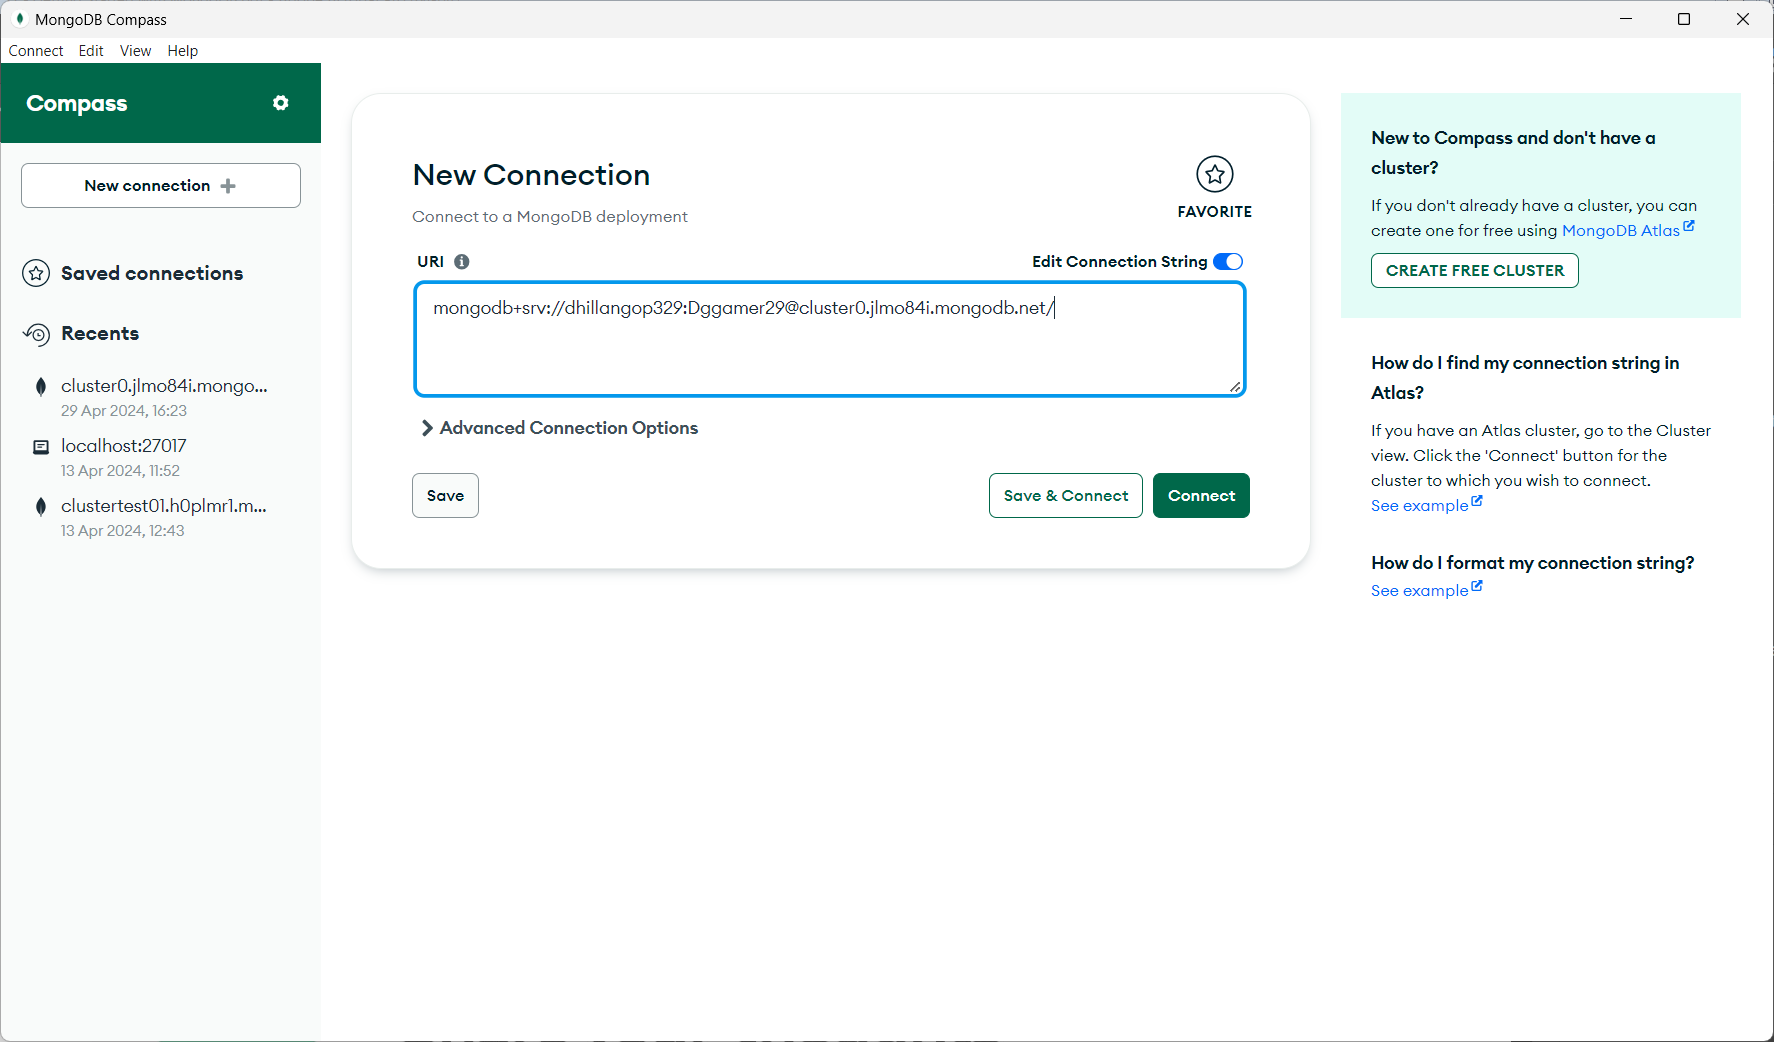 MongoDB Compass
Connect Edit View Help
Compass
New connection
Saved connections
Recents
cluster0.jlmo84i.mongo...
29 Apr 2024, 16:23
localhost:27017
13 Apr 2024, 11:52
clustertest01.h0plmr1.m...
13 Apr 2024, 12:43
New Connection
Connect to a MongoDB deployment
FAVORITE
URI
Edit Connection String
mongodb+srv://dhillangop329:Dggamer29@cluster0.jlmo84i.mongodb.net/
Advanced Connection Options
Save
Save & Connect
Connect
New to Compass and don't have a
cluster?
If you don't already have a cluster, you can
create one for free using MongoDB Atlas
CREATE FREE CLUSTER
How do I find my connection string in
Atlas?
If you have an Atlas cluster, go to the Cluster
view. Click the 'Connect' button for the
cluster to which you wish to connect.
See example
How do I format my connection string?
See example